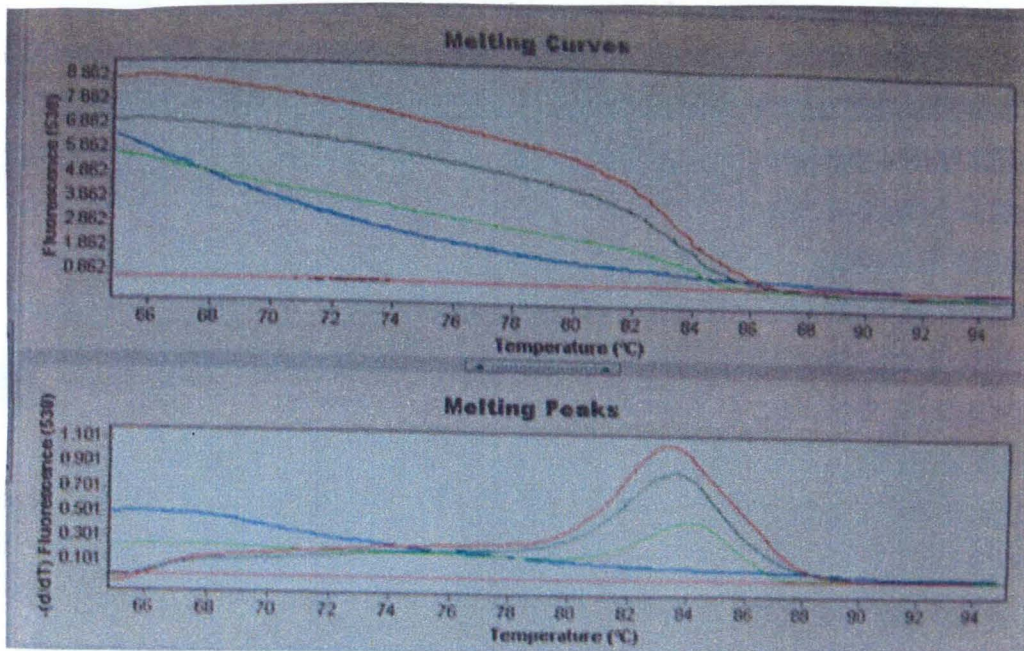 Melting Curves
Fluorescence (530)
8.862
7.862
6.862
5.862
4.862
3.862
2.862
1.862
0.862
66 68 70 72 74 76 78 80 82 84 86 88 90 92 94
Temperature (°C)
Melting Peaks
-(d/dT) Fluorescence (530)
1.101
0.901
0.701
0.501
0.301
0.101
66 68 70 72 74 76 78 80 82 84 86 88 90 92 94
Temperature (°C)